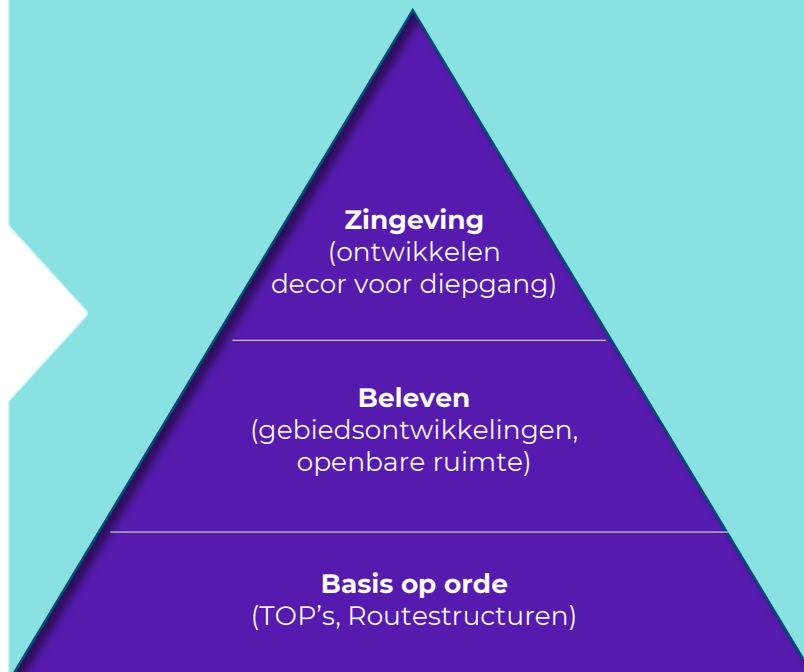 Zingeving
(ontwikkelen
decor voor diepgang)
Beleven
(gebiedsontwikkelingen,
openbare ruimte)
Basis op orde
(TOP’s, Routestructuren)